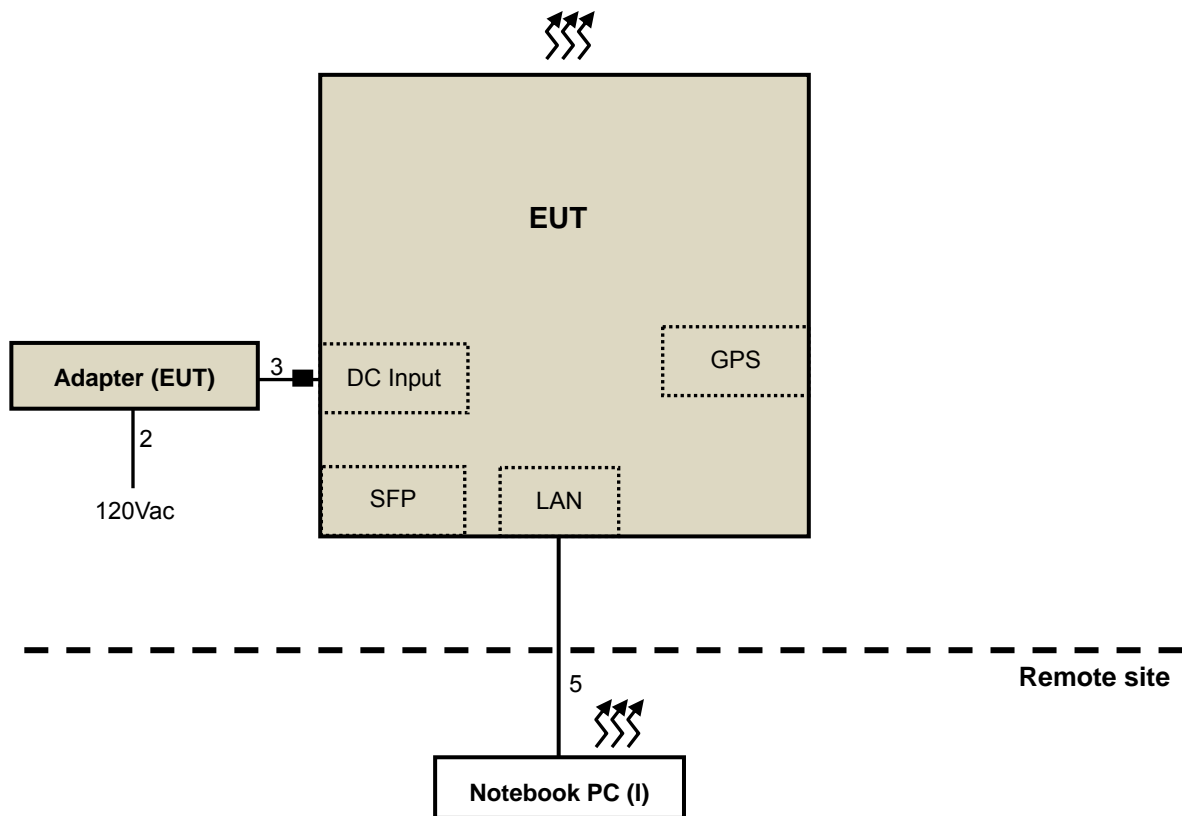 EUT
GPS
Adapter (EUT)
3
DC Input
2
SFP
LAN
120Vac
Remote site
5
Notebook PC (I)